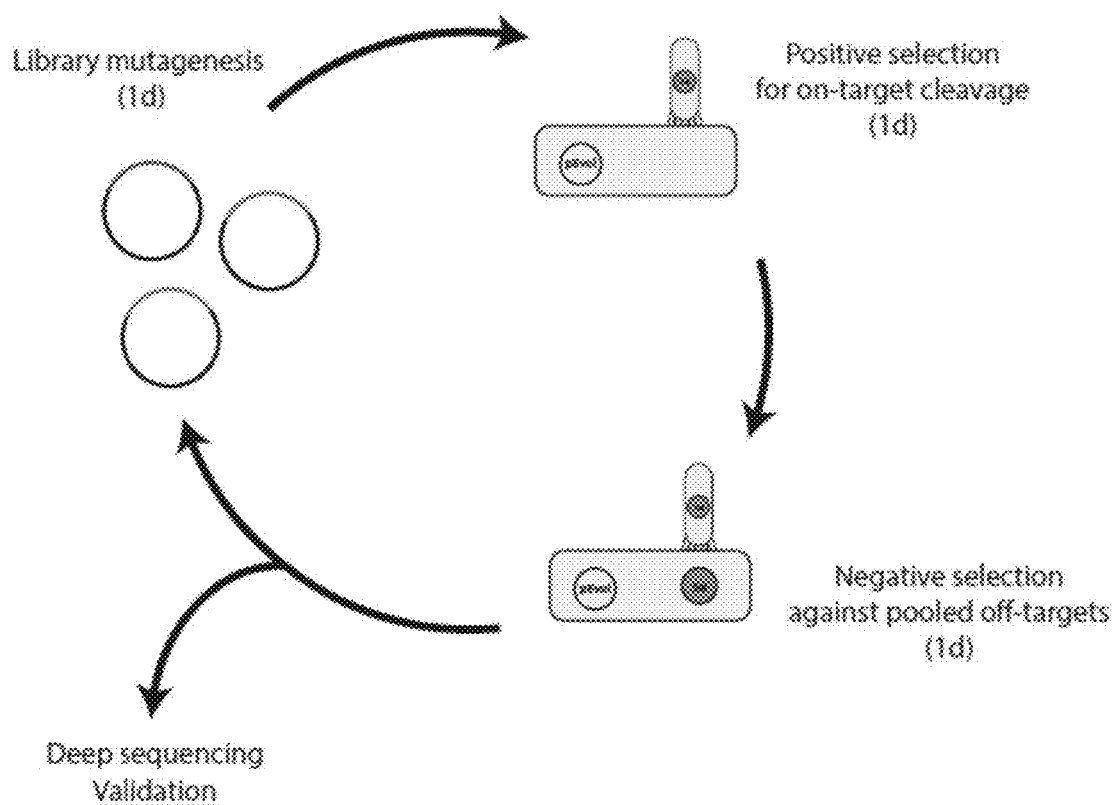 Library mutagenesis
(1d)
Positive selection
for on-target cleavage
(1d)
Negative selection
against pooled off-targets
(1d)
Deep sequencing
Validation